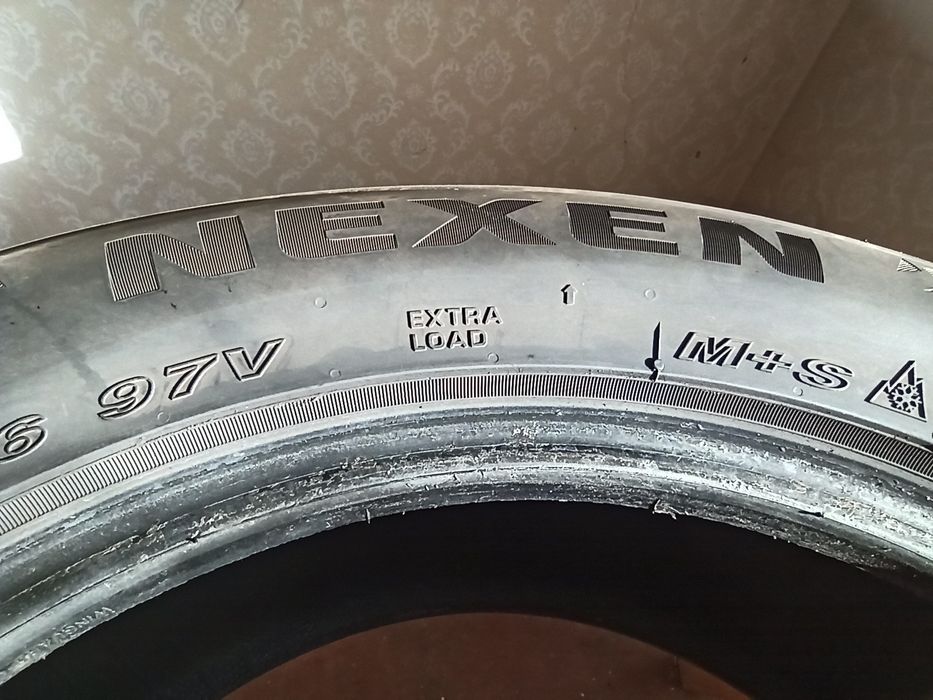 NEXEN
EXTRA
LOAD
6 97V
M+S